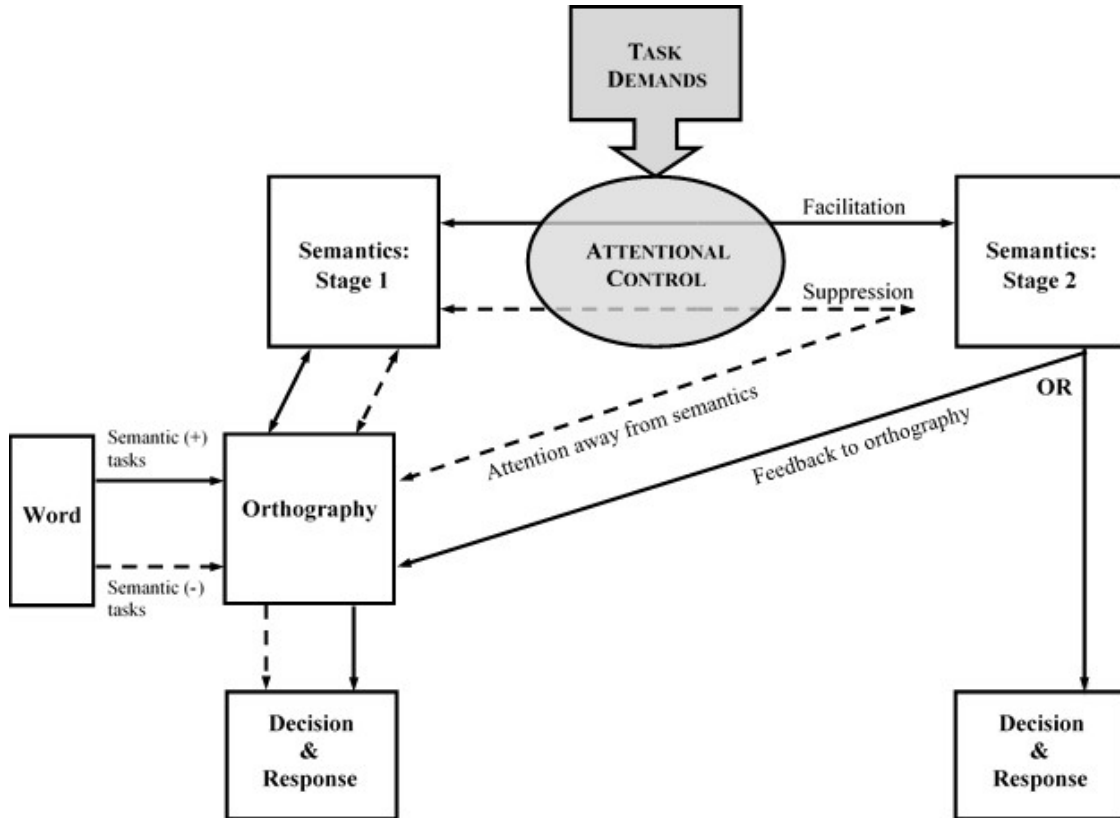 TASK
DEMANDS
Facilitation
Semantics:
Stage 1
ATTENTIONAL
CONTROL
Semantics:
Stage 2
Suppression
OR
Attention away from semantics
Feedback to orthography
Semantic (+)
tasks
Word
Orthography
Semantic (-)
tasks
Decision
&
Response
Decision
&
Response